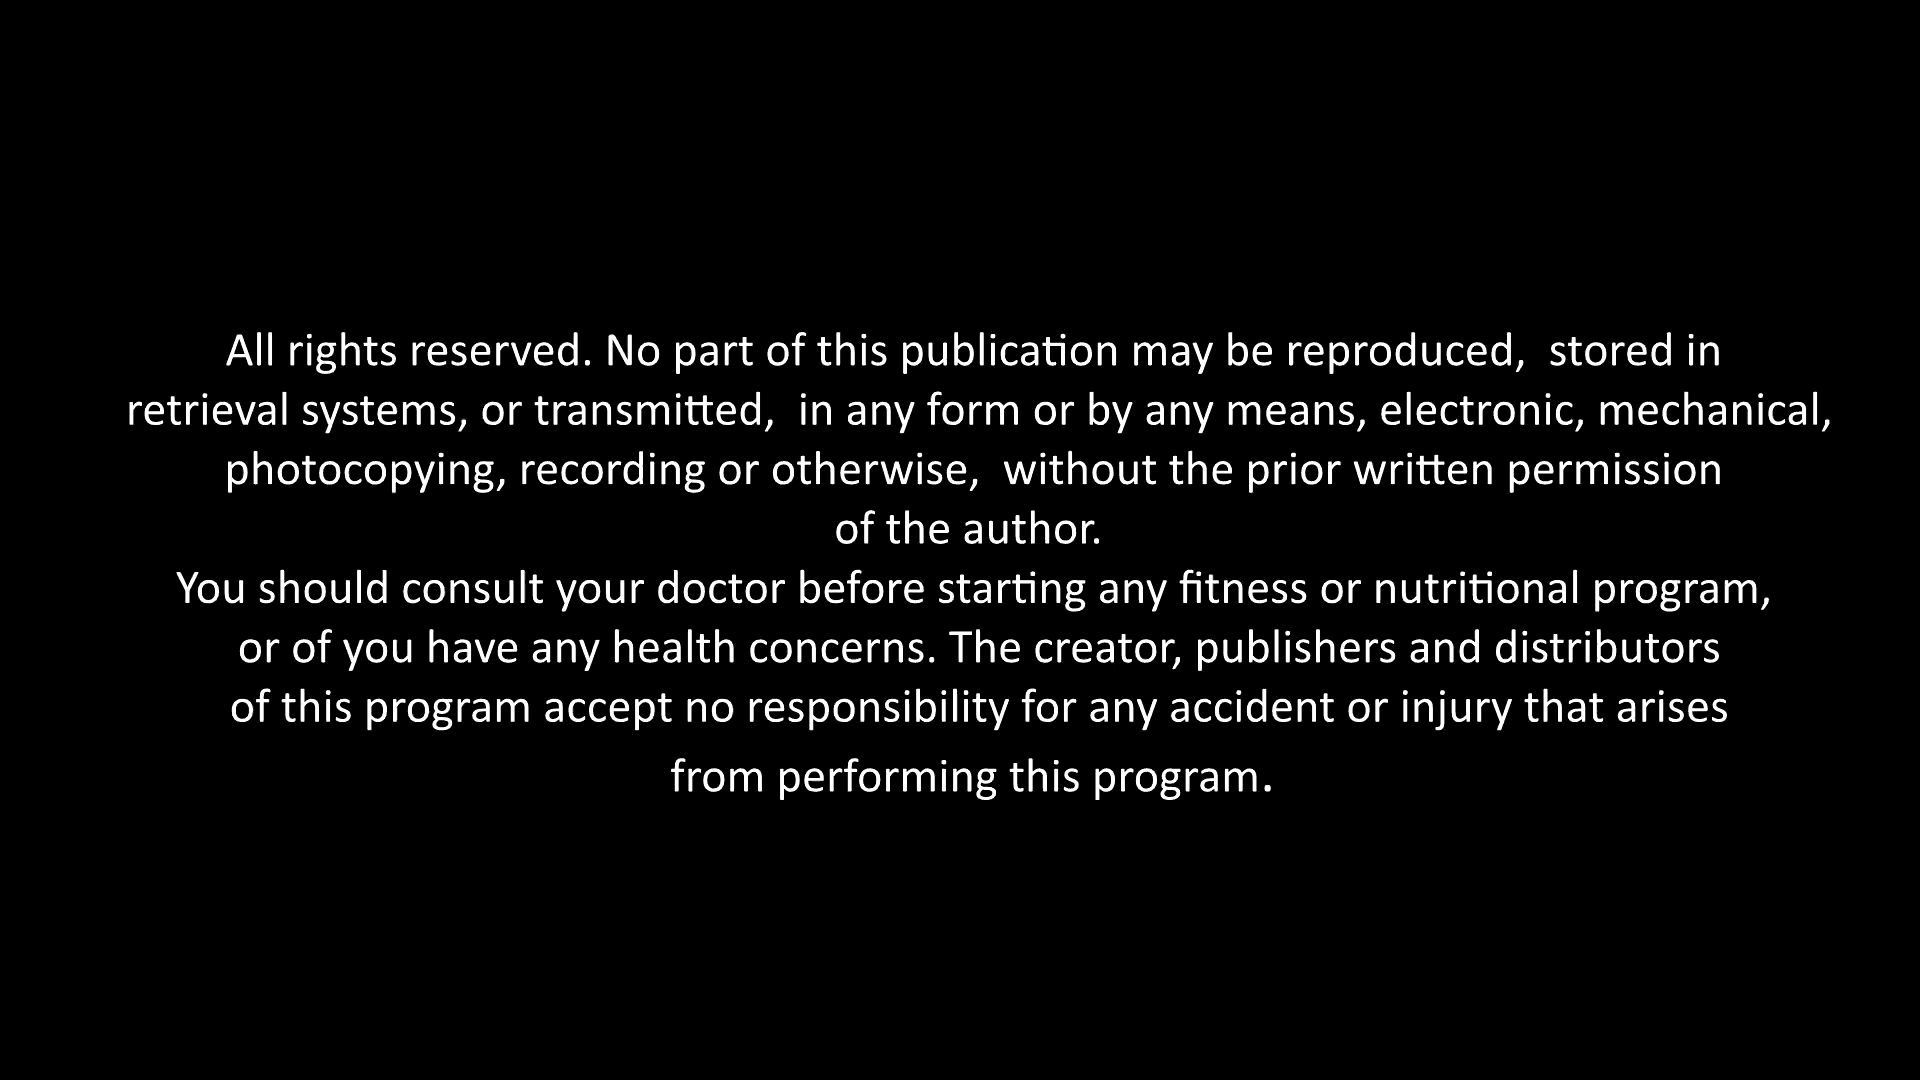 All rights reserved. No part of this publication may be reproduced,  stored in
retrieval systems, or transmitted,  in any form or by any means, electronic, mechanical,
photocopying, recording or otherwise,  without the prior written permission
of the author.
You should consult your doctor before starting any fitness or nutritional program,
or of you have any health concerns. The creator, publishers and distributors
of this program accept no responsibility for any accident or injury that arises
from performing this program.